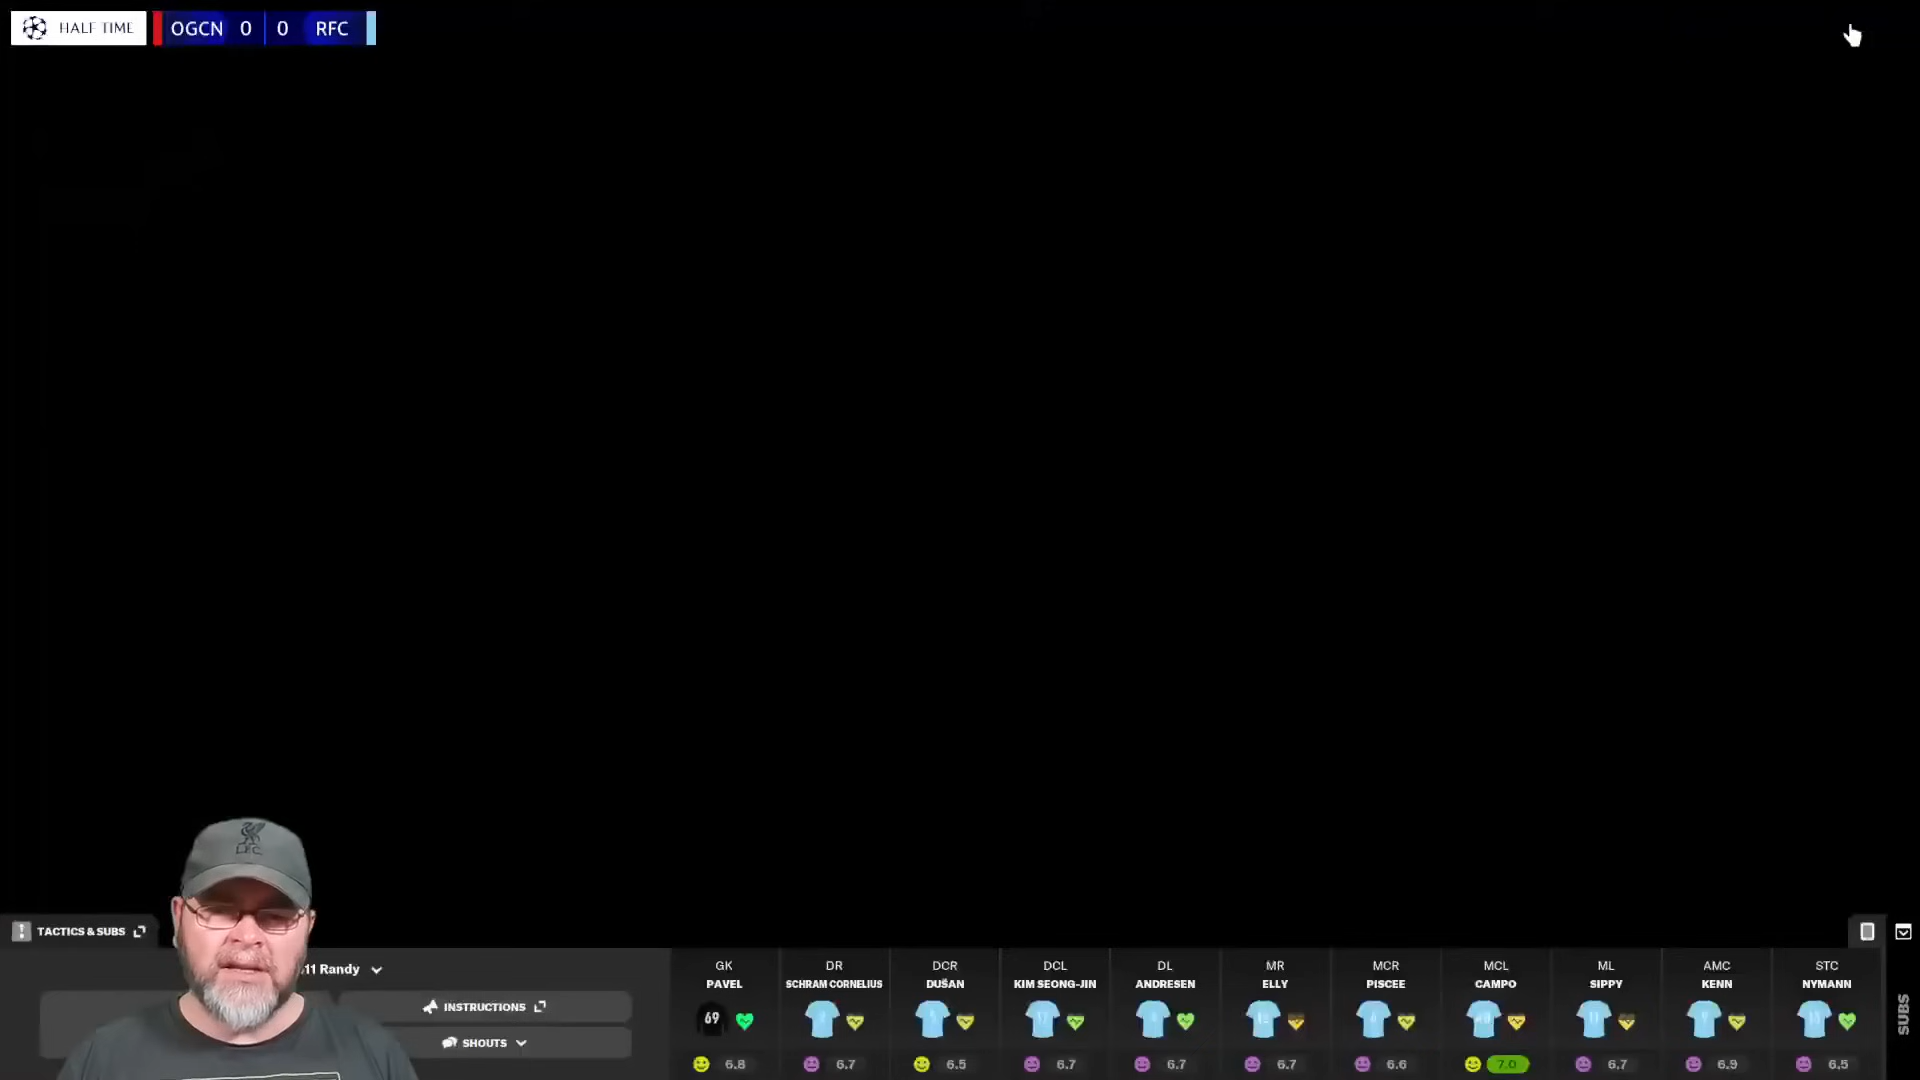 HALF TIME OGCN 0 0 RFC
LFC
TACTICS & SUBS
11 Randy
INSTRUCTIONS
SHOUTS
GK DR DCR DCL DL MR MCR MCL ML AMC STC
PAVEL SCHRAM CORNELIUS DUŠAN KIM SEONG-JIN ANDRESEN ELLY PISCEE CAMPO SIPPY KENN NYMANN
69
6.8 6.7 6.5 6.7 6.7 6.7 6.6 7.0 6.7 6.9 6.5
SUBS